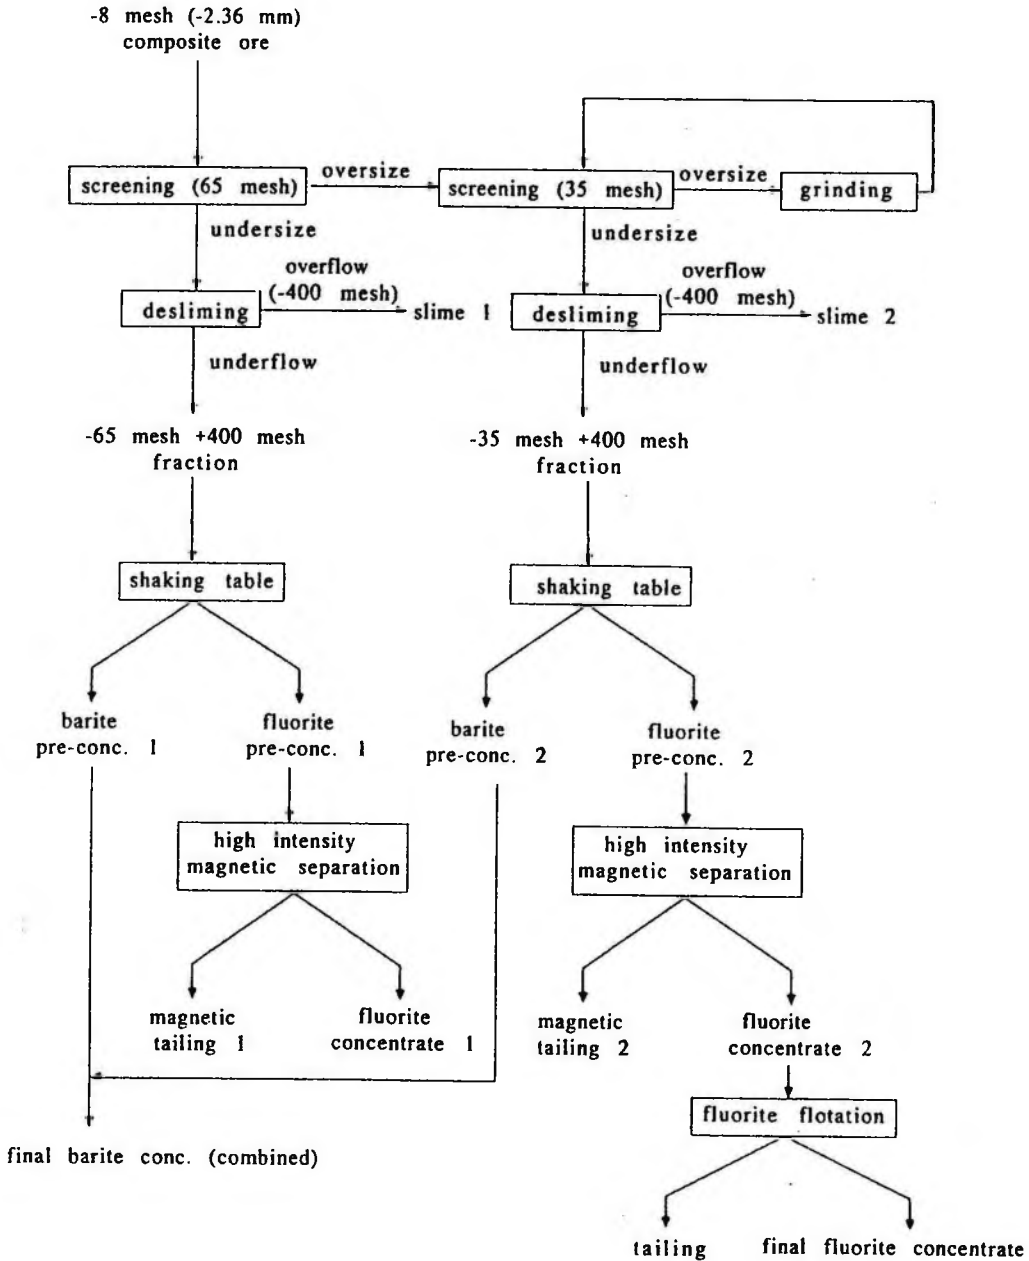 -8 mesh (-2.36 mm)
composite ore
screening (65 mesh)
oversize
screening (35 mesh)
oversize
grinding
undersize
undersize
desliming
overflow
(-400 mesh)
slime 1
desliming
overflow
(-400 mesh)
slime 2
underflow
underflow
-65 mesh +400 mesh
fraction
-35 mesh +400 mesh
fraction
shaking table
shaking table
barite
pre-conc. 1
fluorite
pre-conc. 1
barite
pre-conc. 2
fluorite
pre-conc. 2
high intensity
magnetic separation
high intensity
magnetic separation
magnetic
tailing 1
fluorite
concentrate 1
magnetic
tailing 2
fluorite
concentrate 2
fluorite flotation
final barite conc. (combined)
tailing
final fluorite concentrate